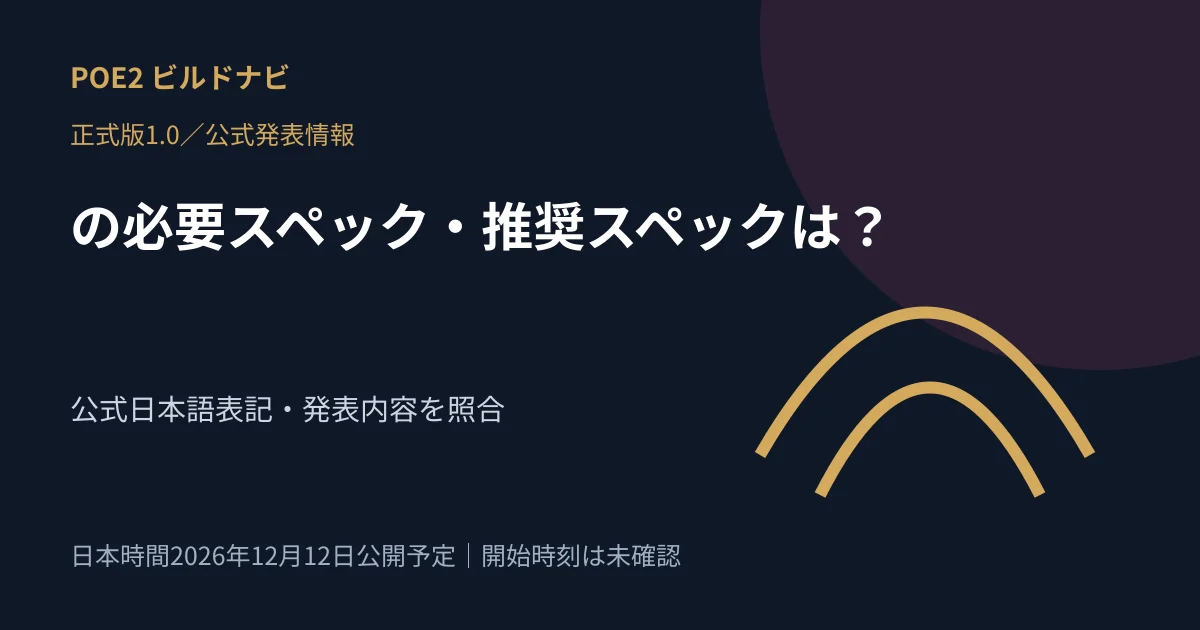 POE2 ビルドナビ
正式版1.0／公式発表情報
の必要スペック・推奨スペックは？
公式日本語表記・発表内容を照合
日本時間2026年12月12日公開予定｜開始時刻は未確認